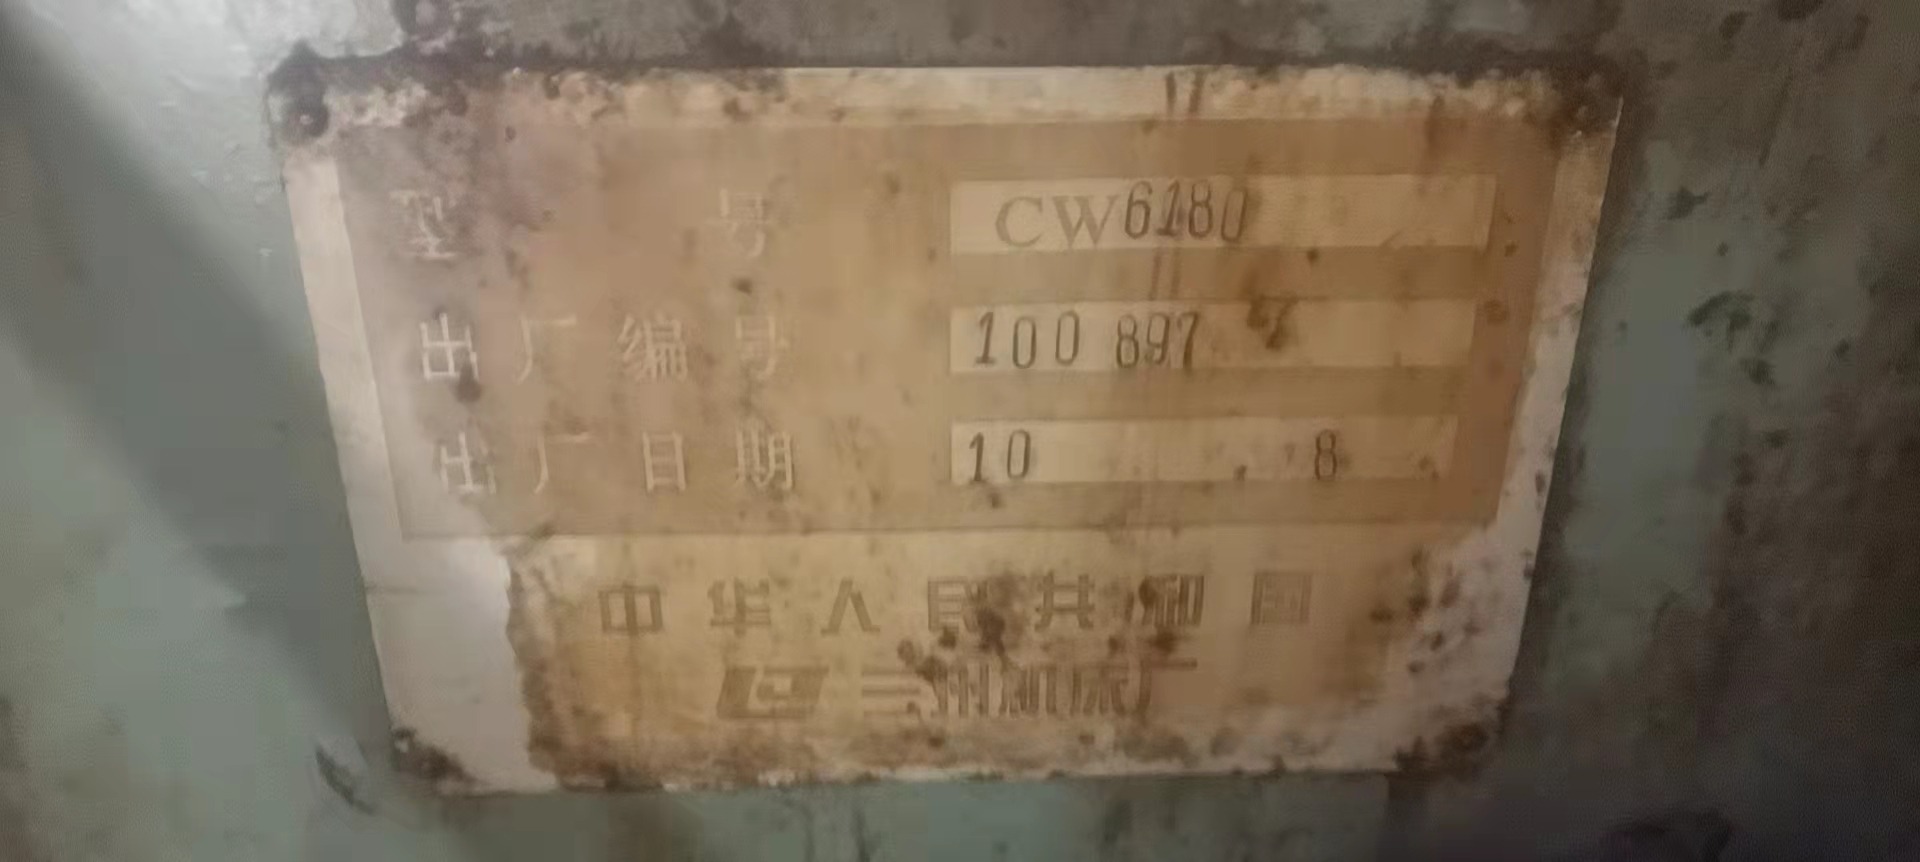 型号 CW6180
出厂编号 100 897
出厂日期 10 . 8 .
中华人民共和国
兰州机床厂